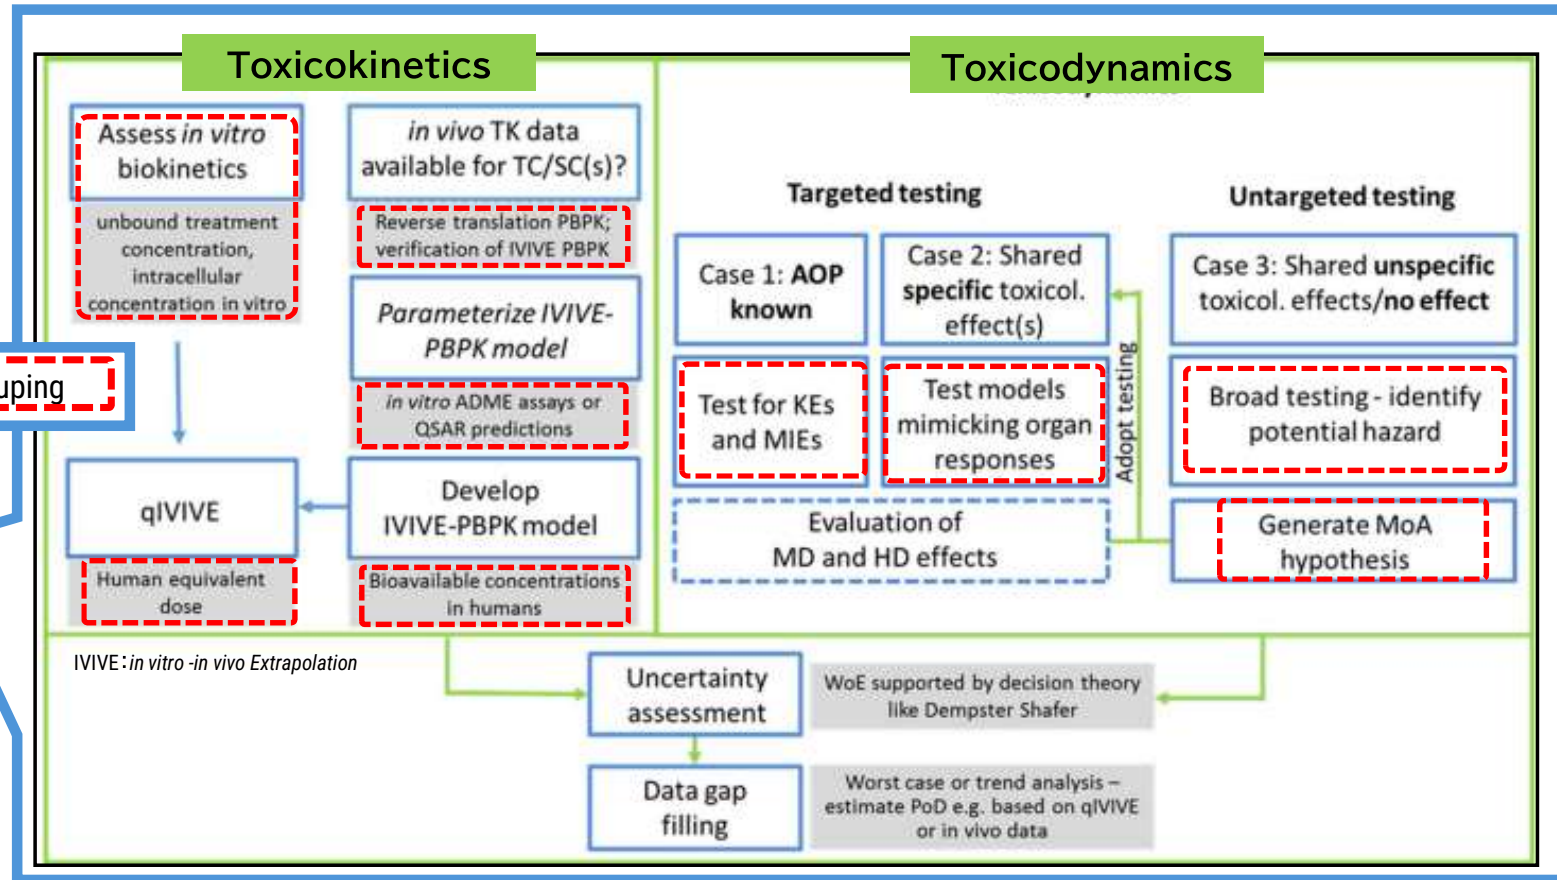 Toxicokinetics
Assess in vitro
biokinetics
unbound treatment
concentration,
intracellular
concentration in vitro
in vivo TK data
available for TC/SC(s)?
Reverse translation PBPK;
verification of IVIVE PBPK
Parameterize IVIVE-
PBPK model
in vitro ADME assays or
QSAR predictions
uping
qIVIVE
Human equivalent
dose
Develop
IVIVE-PBPK model
Bioavailable concentrations
in humans
Toxicodynamics
Targeted testing
Untargeted testing
Case 1: AOP
known
Case 2: Shared
specific toxicol.
effect(s)
Case 3: Shared unspecific
toxicol. effects/no effect
Test for KEs
and MIEs
Test models
mimicking organ
responses
Adopt testing
Broad testing - identify
potential hazard
Evaluation of
MD and HD effects
Generate MoA
hypothesis
IVIVE：in vitro -in vivo Extrapolation
Uncertainty
assessment
WoE supported by decision theory
like Dempster Shafer
Data gap
filling
Worst case or trend analysis –
estimate PoD e.g. based on qIVIVE
or in vivo data